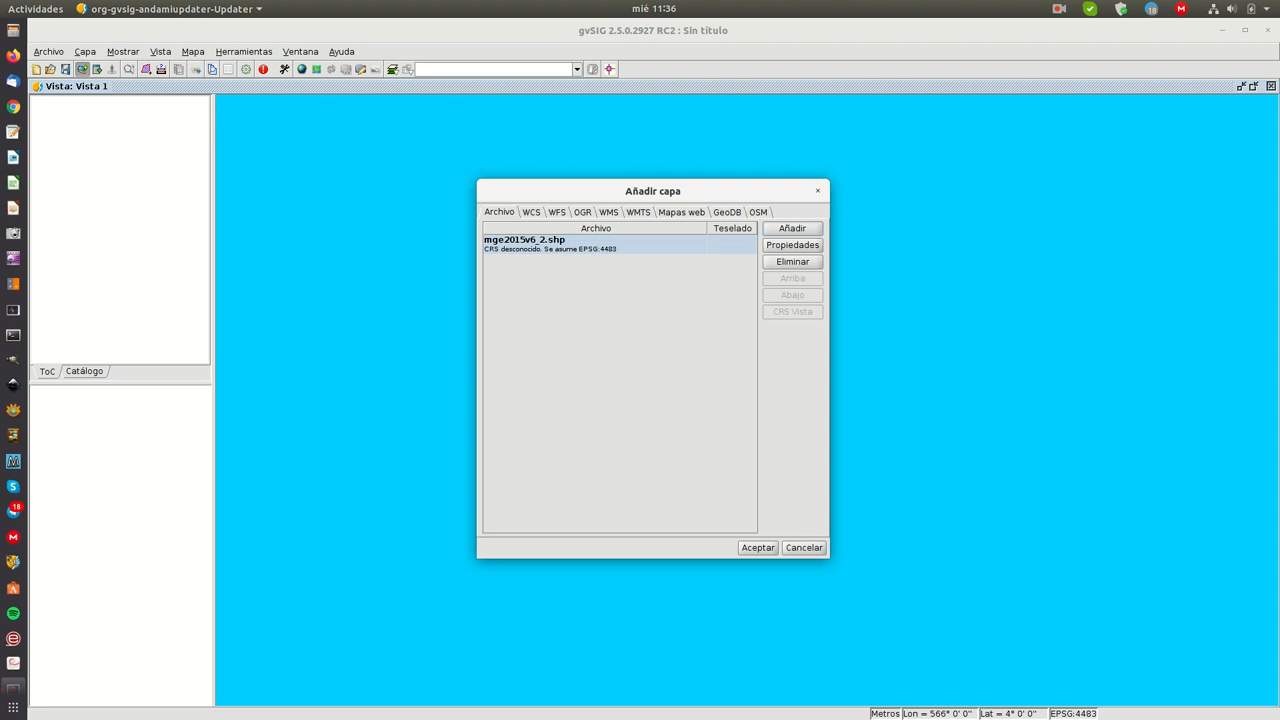 Actividades
org-gvsig-andamiupdater-Updater
mié 11:36
18
gvSIG 2.5.0.2927 RC2 : Sin título
Archivo Capa Mostrar Vista Mapa Herramientas Ventana Ayuda
Vista: Vista 1
Añadir capa
Archivo WCS WFS OGR WMS WMTS Mapas web GeoDB OSM
Archivo Teselado
mge2015v6_2.shp
CRS desconocido. Se asume EPSG:4483
Añadir
Propiedades
Eliminar
Arriba
Abajo
CRS Vista
ToC Catálogo
18
Aceptar Cancelar
Metros Lon = 566° 0' 0'' Lat = 4° 0' 0'' EPSG:4483